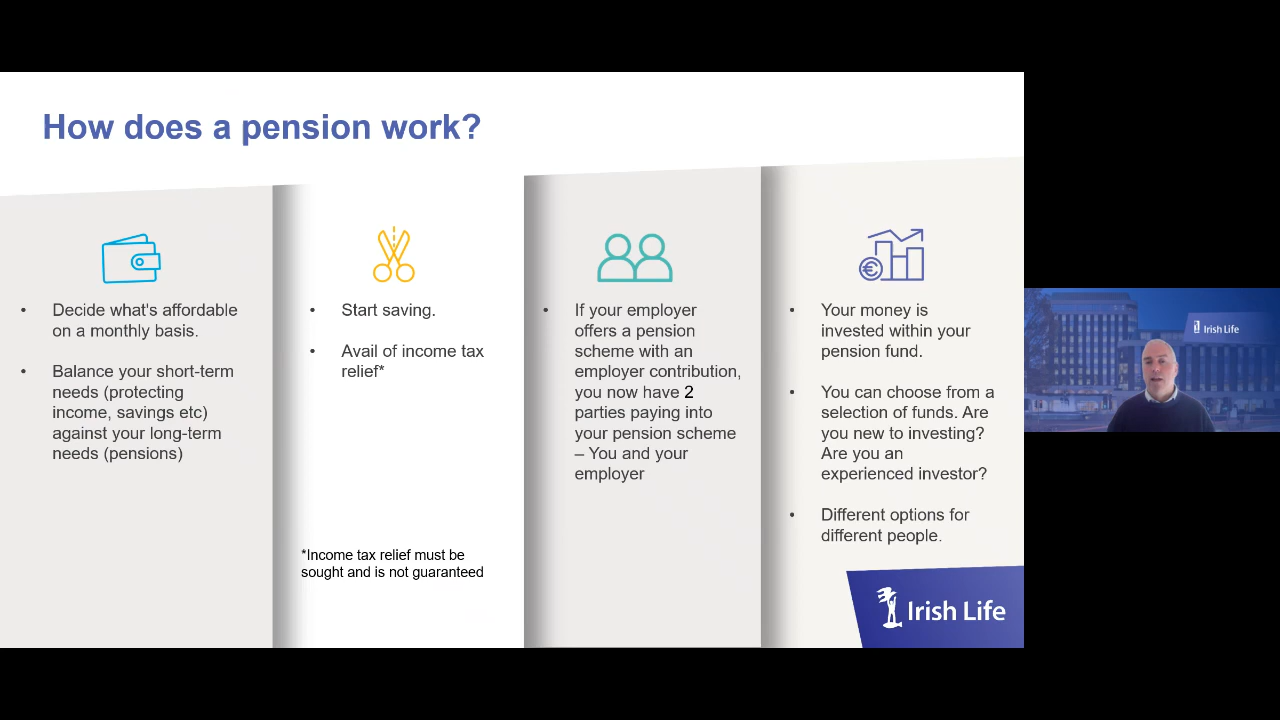 How does a pension work?
• Decide what's affordable
on a monthly basis.
• Balance your short-term
needs (protecting
income, savings etc)
against your long-term
needs (pensions)
• Start saving.
• Avail of income tax
relief*
*Income tax relief must be
sought and is not guaranteed
• If your employer
offers a pension
scheme with an
employer contribution,
you now have 2
parties paying into
your pension scheme
– You and your
employer
• Your money is
invested within your
pension fund.
• You can choose from a
selection of funds. Are
you new to investing?
Are you an
experienced investor?
• Different options for
different people.
€
Irish Life
Irish Life